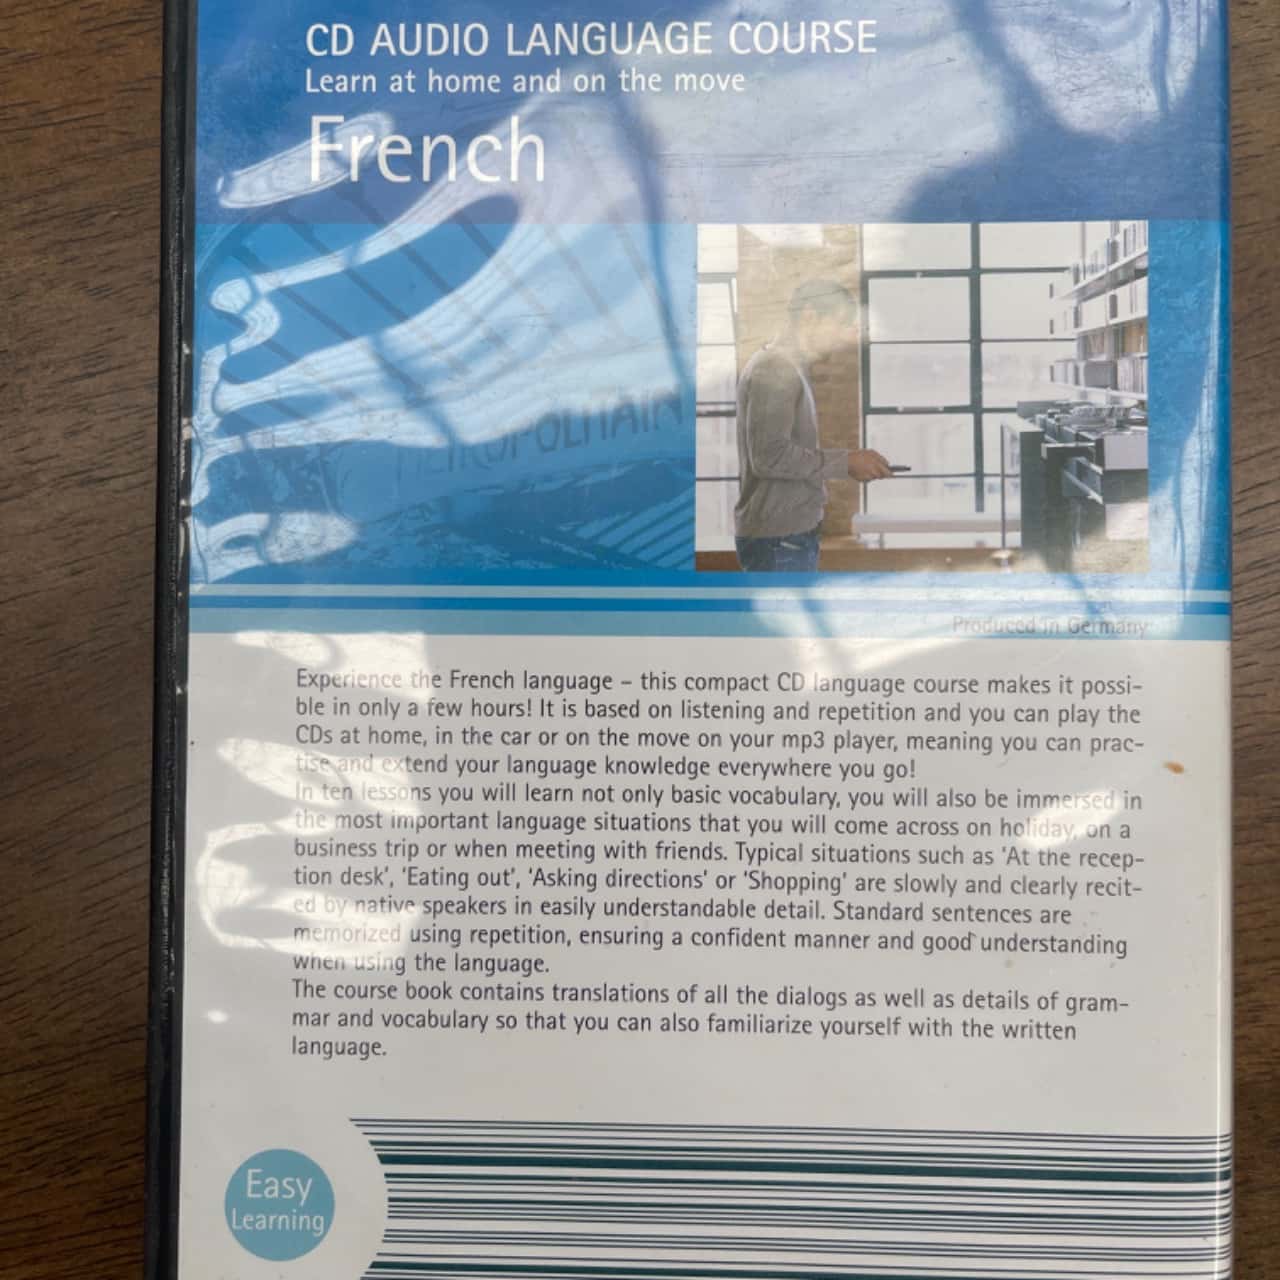 CD AUDIO LANGUAGE COURSE
Learn at home and on the move
French
METROPOLITAIN
Produced in Germany
Experience the French language – this compact CD language course makes it possi-
ble in only a few hours! It is based on listening and repetition and you can play the
CDs at home, in the car or on the move on your mp3 player, meaning you can prac-
tise and extend your language knowledge everywhere you go!
In ten lessons you will learn not only basic vocabulary, you will also be immersed in
the most important language situations that you will come across on holiday, on a
business trip or when meeting with friends. Typical situations such as 'At the recep-
tion desk', 'Eating out', 'Asking directions' or 'Shopping' are slowly and clearly recit-
ed by native speakers in easily understandable detail. Standard sentences are
memorized using repetition, ensuring a confident manner and good understanding
when using the language.
The course book contains translations of all the dialogs as well as details of gram-
mar and vocabulary so that you can also familiarize yourself with the written
language.
Easy
Learning